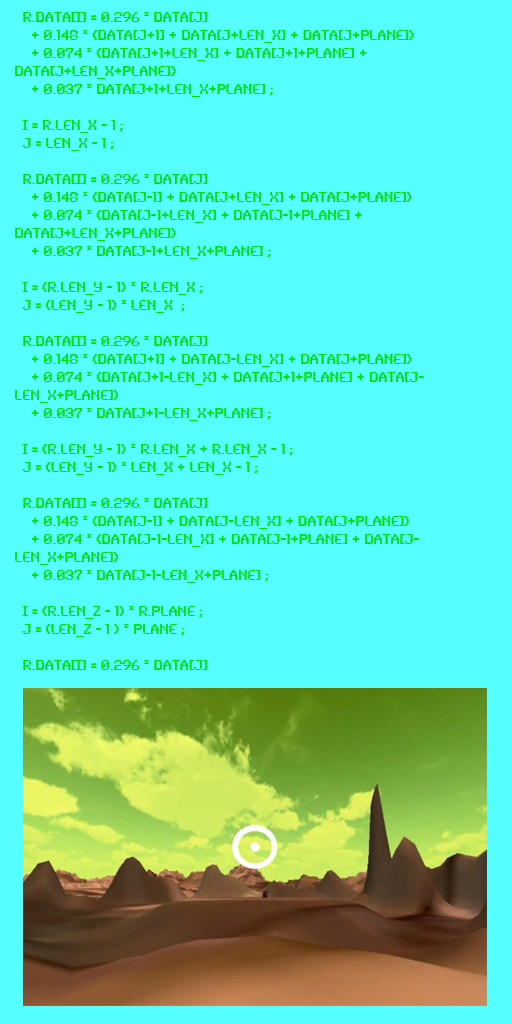 R.DATA[I] = 0.296 * DATA[J]
+ 0.148 * (DATA[J+1] + DATA[J+LEN_X] + DATA[J+PLANE])
+ 0.074 * (DATA[J+1+LEN_X] + DATA[J+1+PLANE] +
DATA[J+LEN_X+PLANE])
+ 0.037 * DATA[J+1+LEN_X+PLANE] ;
I = R.LEN_X - 1 ;
J = LEN_X - 1 ;
R.DATA[I] = 0.296 * DATA[J]
+ 0.148 * (DATA[J-1] + DATA[J+LEN_X] + DATA[J+PLANE])
+ 0.074 * (DATA[J-1+LEN_X] + DATA[J-1+PLANE] +
DATA[J+LEN_X+PLANE])
+ 0.037 * DATA[J-1+LEN_X+PLANE] ;
I = (R.LEN_Y - 1) * R.LEN_X ;
J = (LEN_Y - 1) * LEN_X  ;
R.DATA[I] = 0.296 * DATA[J]
+ 0.148 * (DATA[J+1] + DATA[J-LEN_X] + DATA[J+PLANE])
+ 0.074 * (DATA[J+1-LEN_X] + DATA[J+1+PLANE] + DATA[J-
LEN_X+PLANE])
+ 0.037 * DATA[J+1-LEN_X+PLANE] ;
I = (R.LEN_Y - 1) * R.LEN_X + R.LEN_X - 1 ;
J = (LEN_Y - 1) * LEN_X + LEN_X - 1 ;
R.DATA[I] = 0.296 * DATA[J]
+ 0.148 * (DATA[J-1] + DATA[J-LEN_X] + DATA[J+PLANE])
+ 0.074 * (DATA[J-1-LEN_X] + DATA[J-1+PLANE] + DATA[J-
LEN_X+PLANE])
+ 0.037 * DATA[J-1-LEN_X+PLANE] ;
I = (R.LEN_Z - 1) * R.PLANE ;
J = (LEN_Z - 1 ) * PLANE ;
R.DATA[I] = 0.296 * DATA[J]